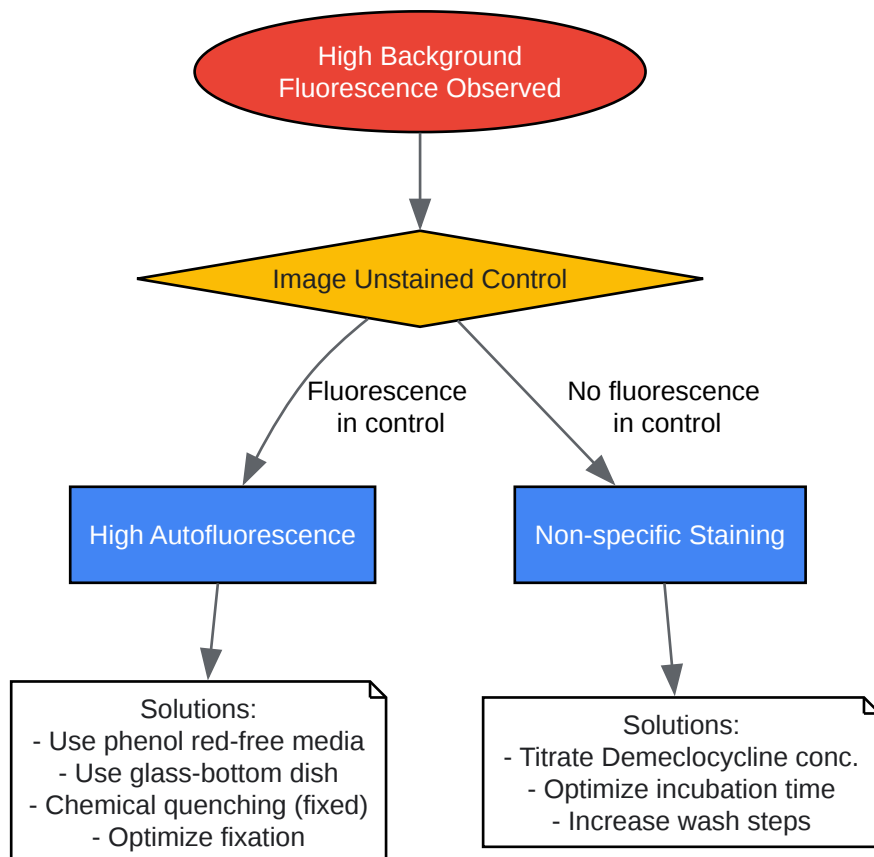 High Background
Fluorescence Observed
Image Unstained Control
Fluorescence
in control
No fluorescence
in control
High Autofluorescence
Non-specific Staining
Solutions:
- Use phenol red-free media
- Use glass-bottom dish
- Chemical quenching (fixed)
- Optimize fixation
Solutions:
- Titrate Demeclocycline conc.
- Optimize incubation time
- Increase wash steps